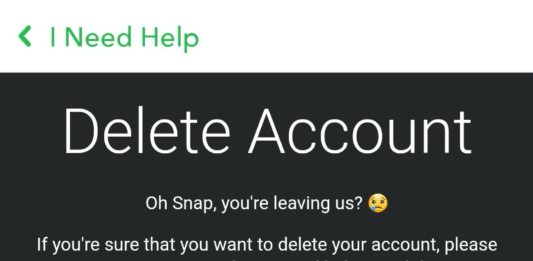 I Need Help
Delete Account
Oh Snap, you're leaving us? 😢
If you're sure that you want to delete your account, please